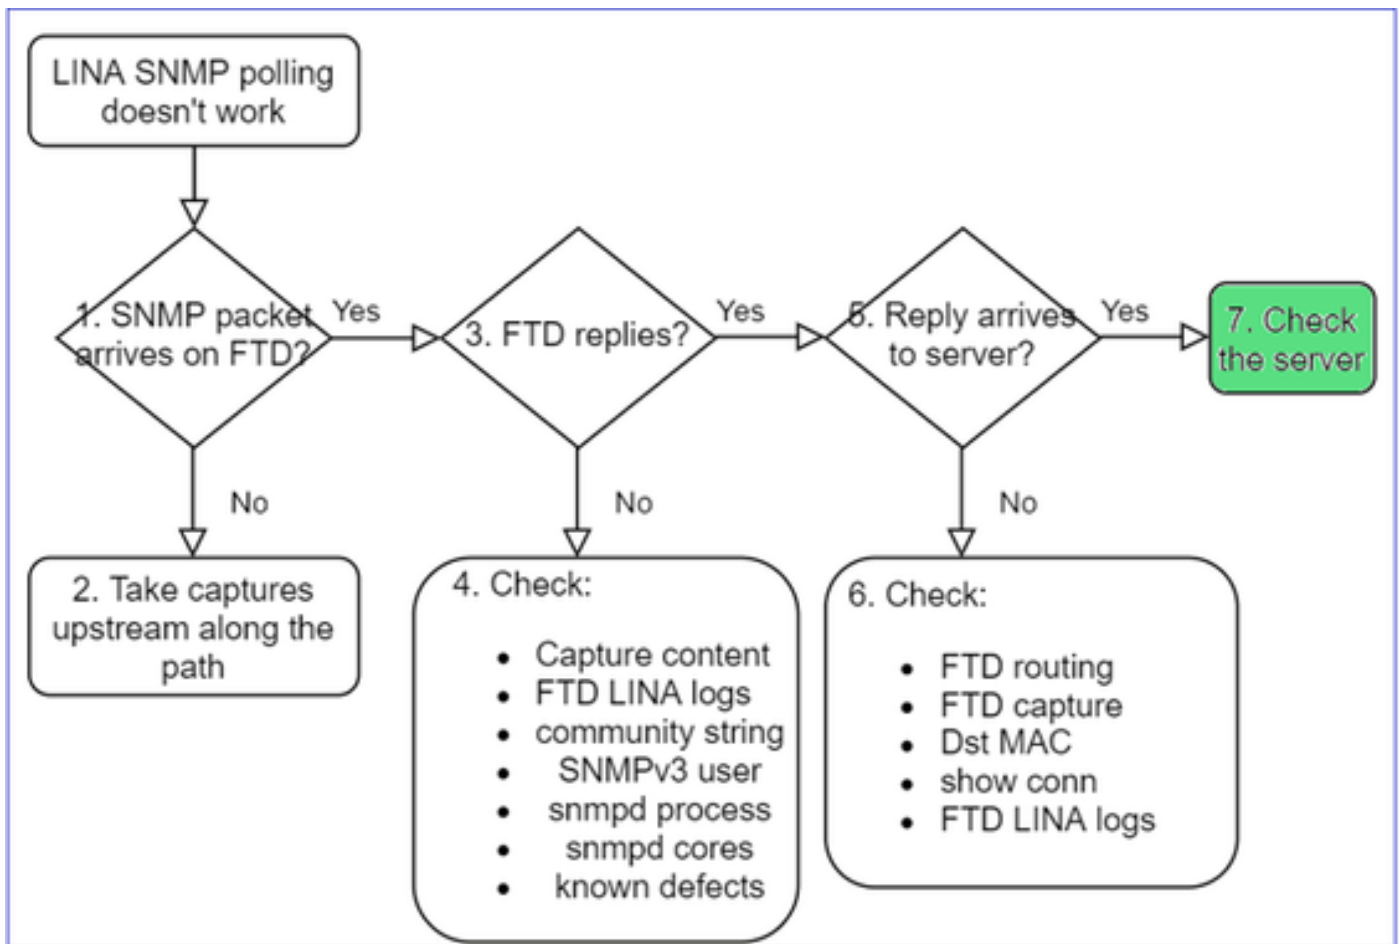 LINA SNMP polling
doesn't work
1. SNMP packet
arrives on FTD?
Yes
3. FTD replies?
Yes
5. Reply arrives
to server?
Yes
7. Check
the server
No
No
No
2. Take captures
upstream along the
path
4. Check:
• Capture content
• FTD LINA logs
• community string
• SNMPv3 user
• snmpd process
• snmpd cores
• known defects
6. Check:
• FTD routing
• FTD capture
• Dst MAC
• show conn
• FTD LINA logs